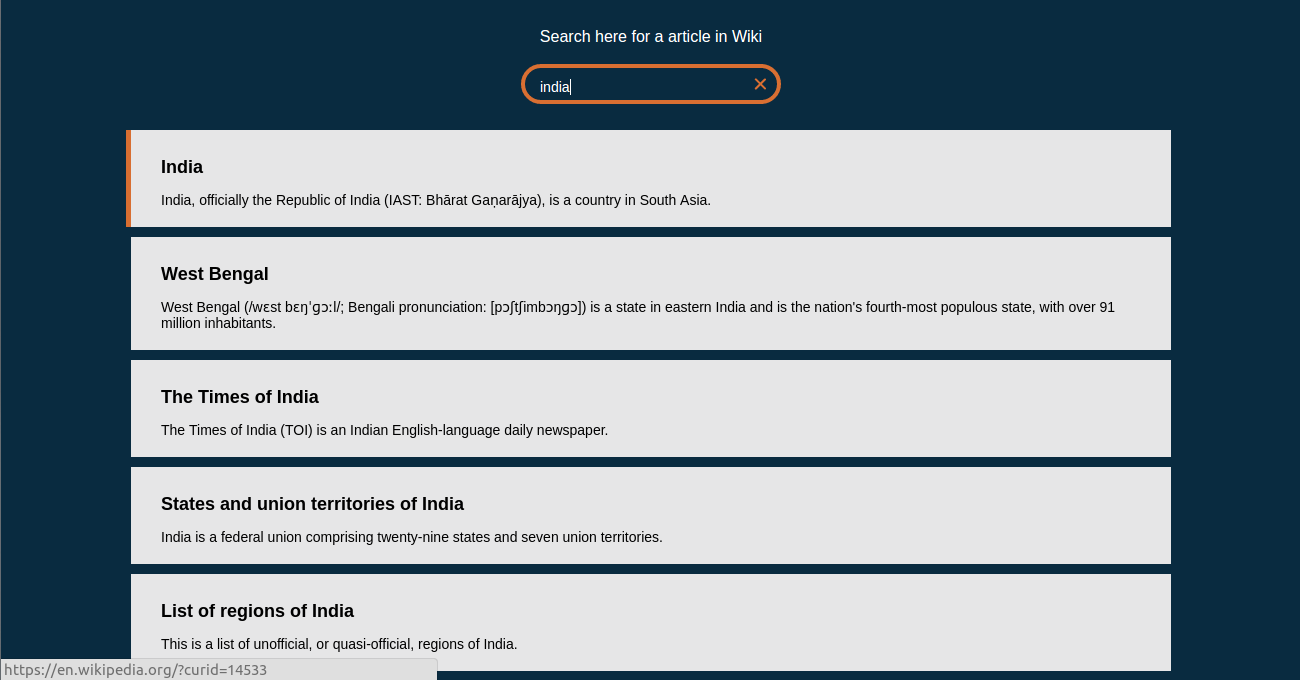 Search here for a article in Wiki
india
India
India, officially the Republic of India (IAST: Bhārat Gaṇarājya), is a country in South Asia.
West Bengal
West Bengal (/wɛst bɛŋˈɡɔːl/; Bengali pronunciation: [pɔʃtʃimbɔŋɡɔ]) is a state in eastern India and is the nation's fourth-most populous state, with over 91
million inhabitants.
The Times of India
The Times of India (TOI) is an Indian English-language daily newspaper.
States and union territories of India
India is a federal union comprising twenty-nine states and seven union territories.
List of regions of India
This is a list of unofficial, or quasi-official, regions of India.
https://en.wikipedia.org/?curid=14533